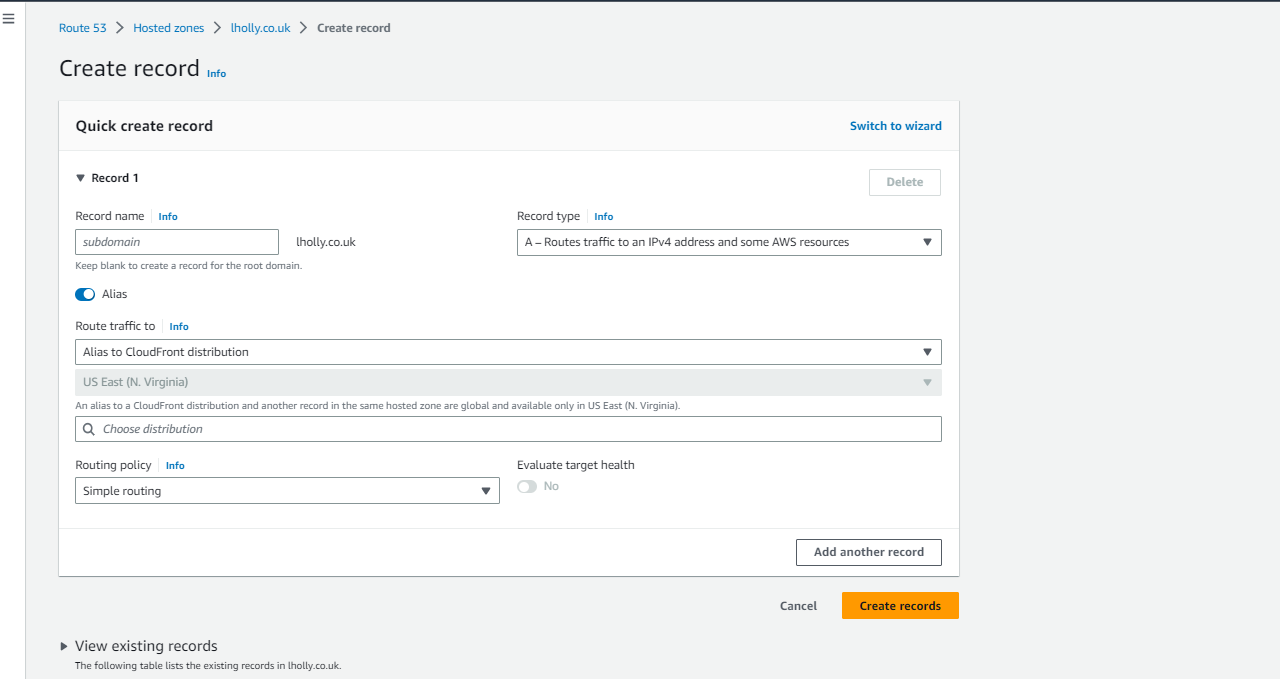 Route 53 > Hosted zones > lholly.co.uk > Create record
Create record Info
Quick create record Switch to wizard
Record 1 Delete
Record name Info Record type Info
subdomain lholly.co.uk A – Routes traffic to an IPv4 address and some AWS resources
Keep blank to create a record for the root domain.
Alias
Route traffic to Info
Alias to CloudFront distribution
US East (N. Virginia)
An alias to a CloudFront distribution and another record in the same hosted zone are global and available only in US East (N. Virginia).
Choose distribution
Routing policy Info Evaluate target health
Simple routing No
Add another record
Cancel Create records
View existing records
The following table lists the existing records in lholly.co.uk.